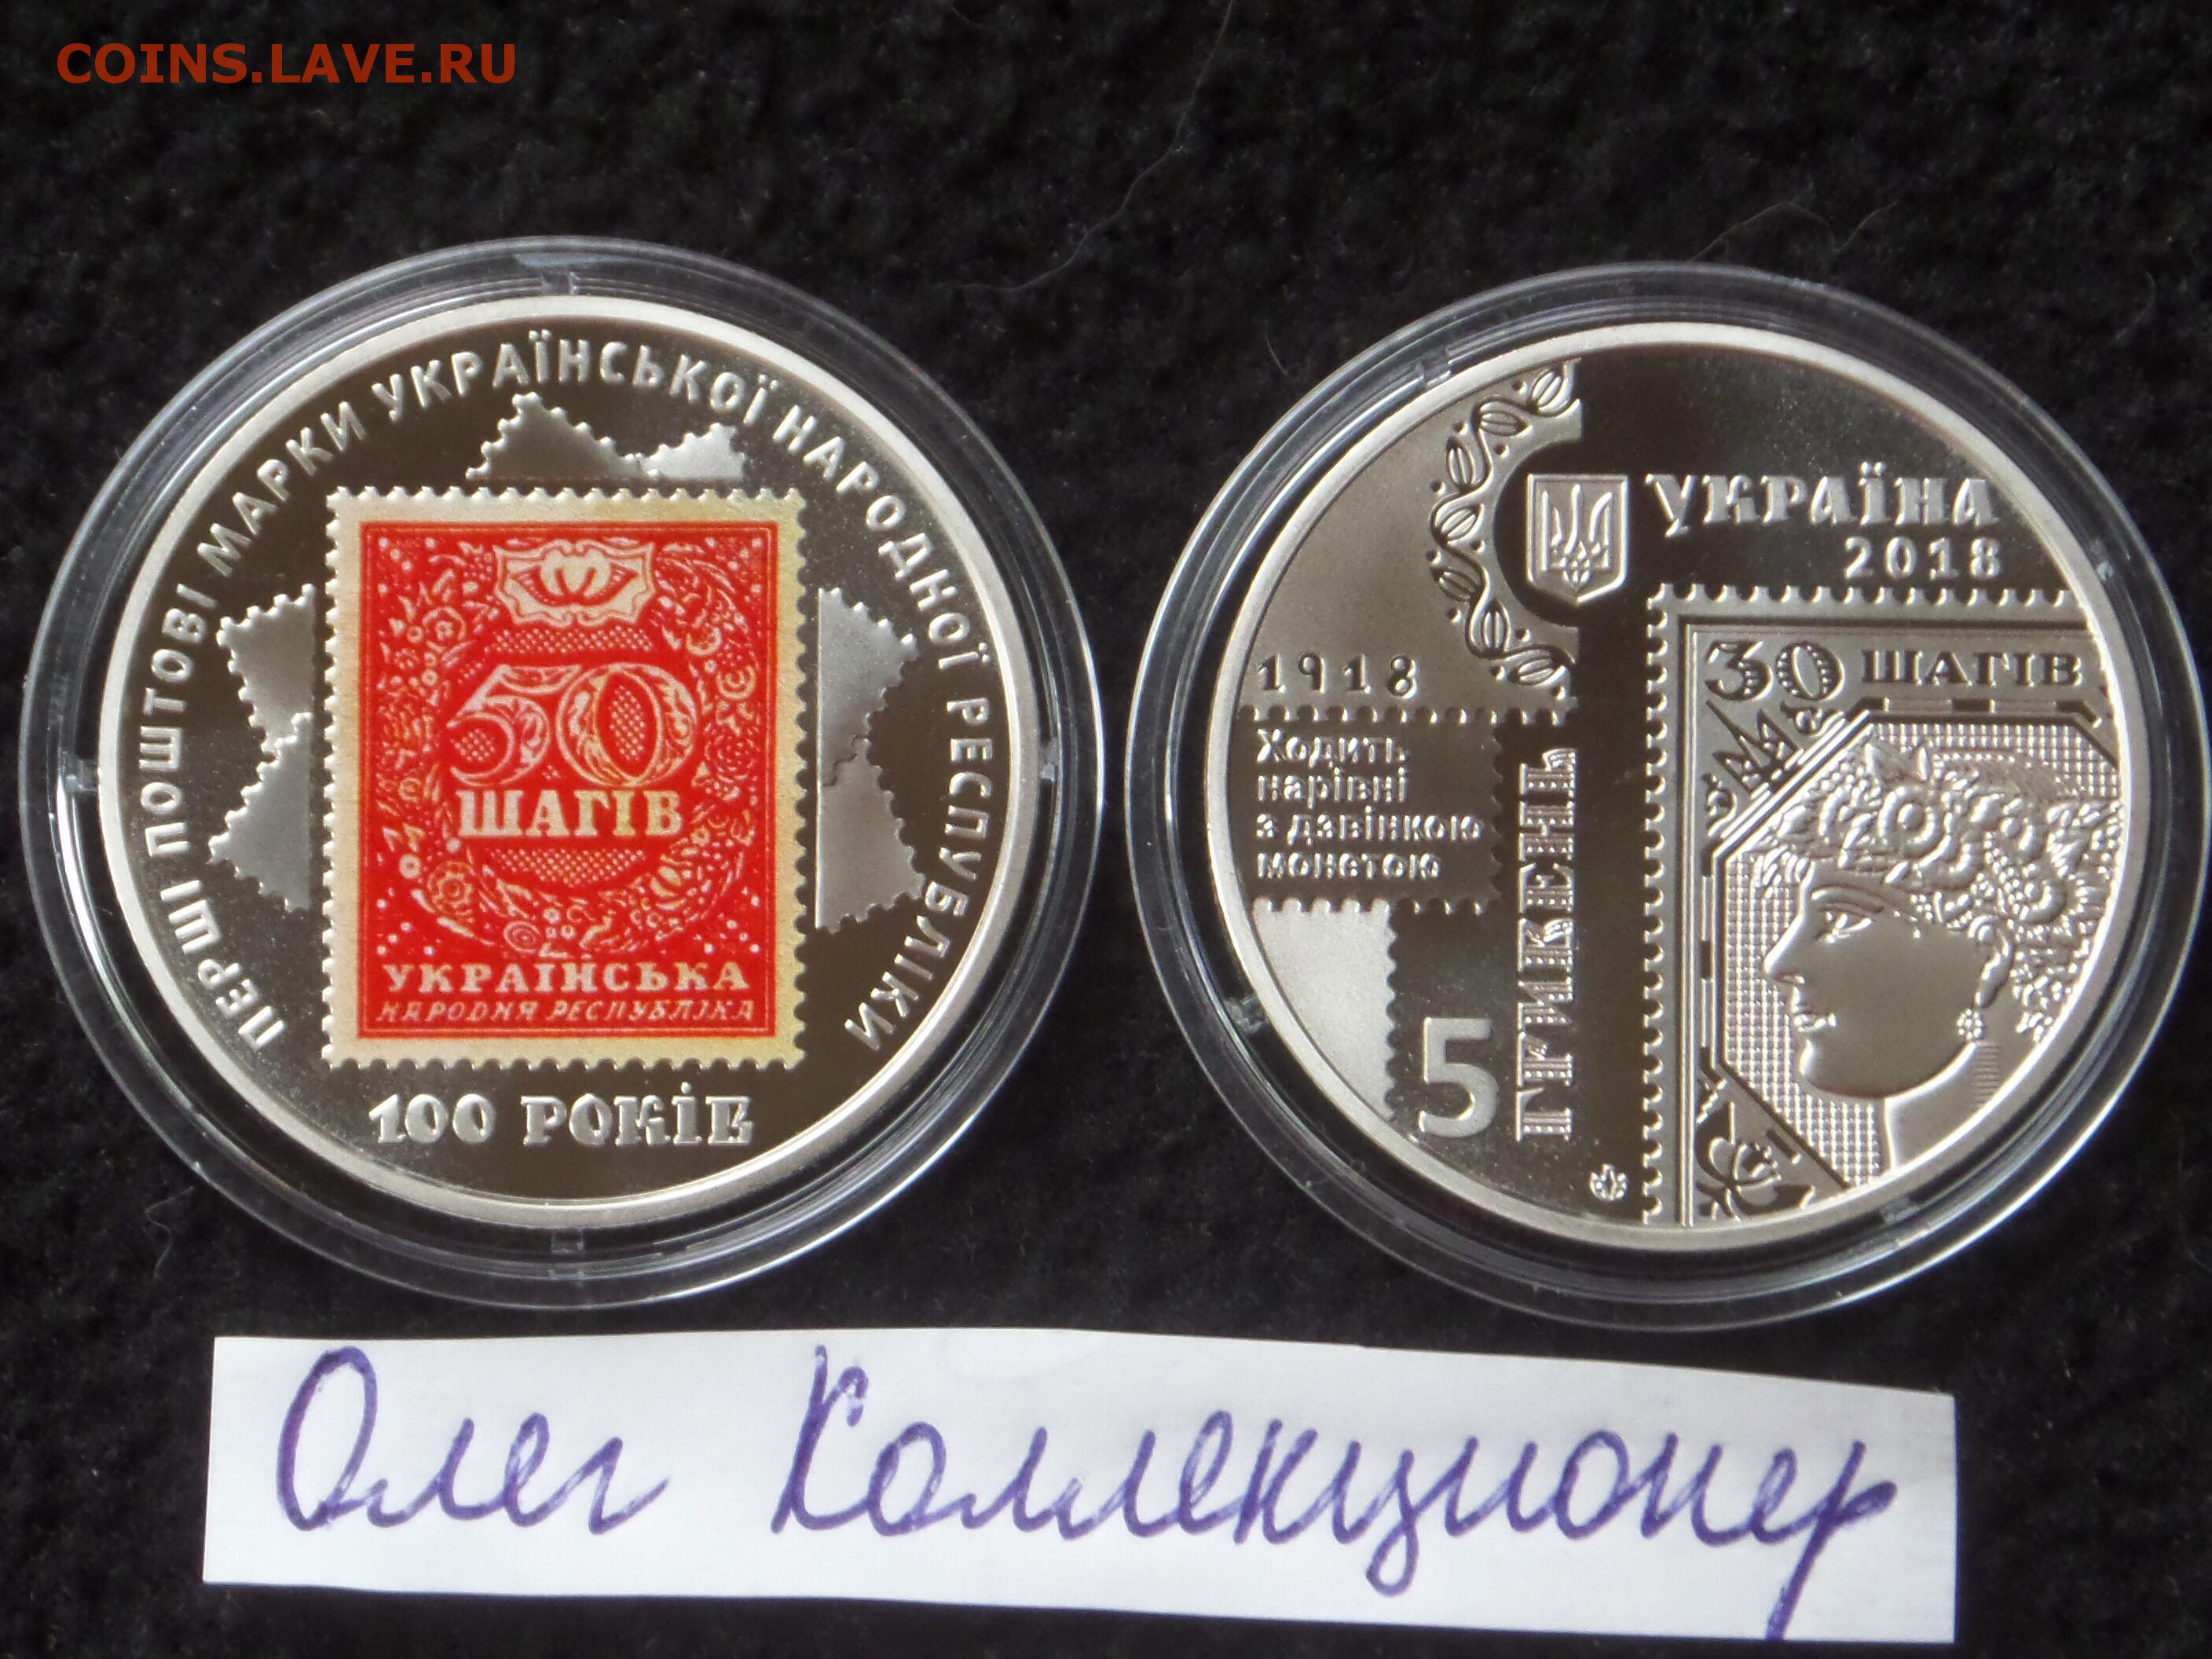 COINS.LAVE.RU
ПЕРШІ ПОШТОВІ МАРКИ УКРАЇНСЬКОЇ НАРОДНОЇ РЕСПУБЛІКИ
50
ШАГІВ
УКРАЇНСЬКА
НАРОДНЯ РЕСПУБЛІКА
100 РОКІВ
УКРАЇНА
2018
1918
Ходить
нарівні
з дзвінкою
монетою
5
ГРИВЕНЬ
30 ШАГІВ
Олег Коллекционер